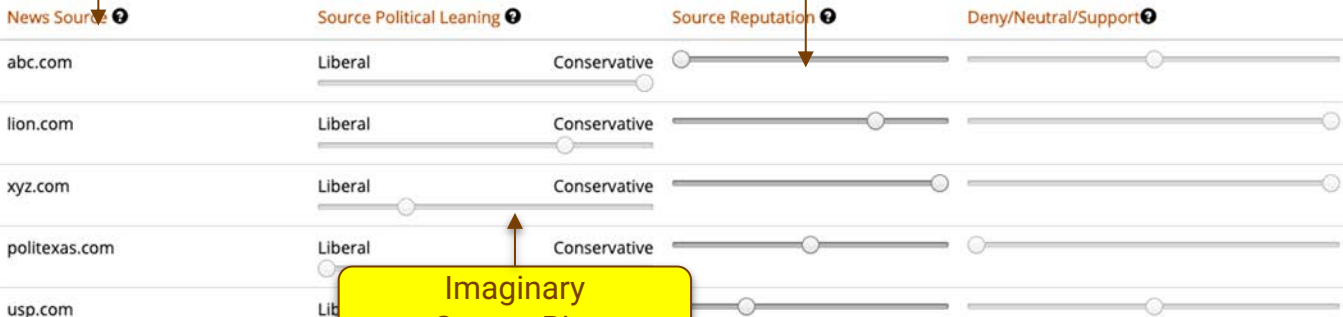 News Source ? Source Political Leaning ? Source Reputation ? Deny/Neutral/Support ?
abc.com Liberal Conservative
lion.com Liberal Conservative
xyz.com Liberal Conservative
politexas.com Liberal Conservative
Imaginary
usp.com